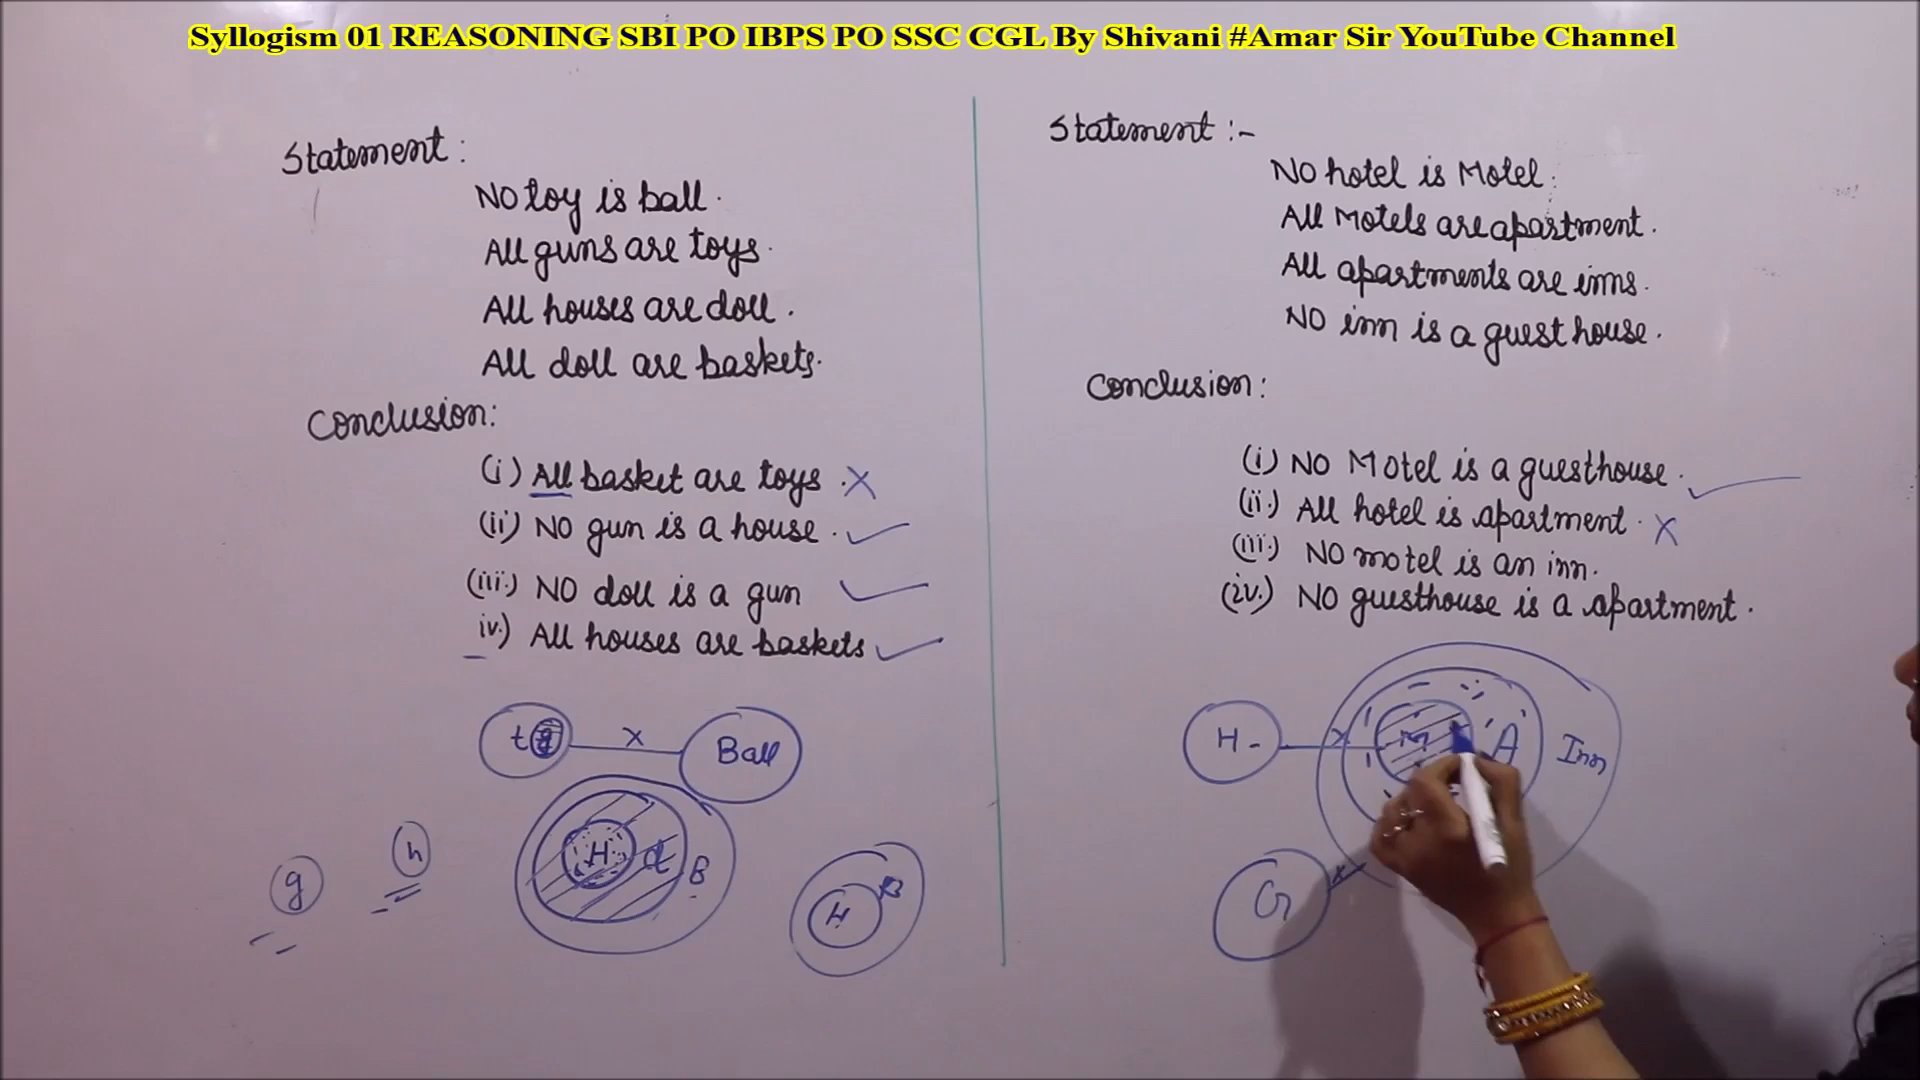 Syllogism 01 REASONING SBI PO IBPS PO SSC CGL By Shivani #Amar Sir YouTube Channel
Statement :
NO toy is ball.
All guns are toys.
All houses are doll.
All doll are baskets.
Conclusion:
(i) All basket are toys. X
(ii) NO gun is a house.
(iii.) NO doll is a gun
iv.) All houses are baskets
t g x Ball
H d B
g
h
H B
Statement :-
NO hotel is Motel.
All Motels are apartment.
All apartments are inns.
NO inn is a guest house.
Conclusion:
(i) NO Motel is a guesthouse.
(ii.) All hotel is apartment. X
(iii.) NO motel is an inn.
(iv.) NO guesthouse is a apartment.
H - x M A Inn
G x